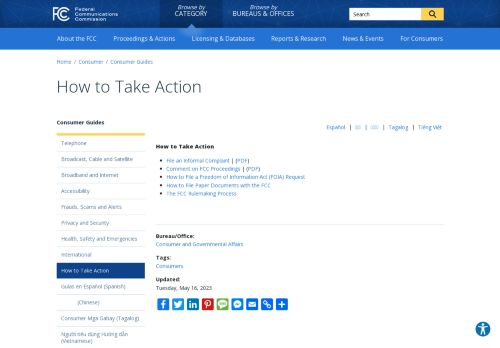 FCC Federal Communications Commission
Browse by CATEGORY
Browse by BUREAUS & OFFICES
Search
About the FCC Proceedings & Actions Licensing & Databases Reports & Research News & Events For Consumers
Home / Consumer / Consumer Guides
How to Take Action
Consumer Guides
Telephone
Broadcast, Cable and Satellite
Broadband and Internet
Accessibility
Frauds, Scams and Alerts
Privacy and Security
Health, Safety and Emergencies
International
How to Take Action
Guías en Español (Spanish)
(Chinese)
Consumer Mga Gabay (Tagalog)
Người tiêu dùng Hướng dẫn
(Vietnamese)
Español | | | Tagalog | Tiếng Việt
How to Take Action
File an Informal Complaint | (PDF)
Comment on FCC Proceedings | (PDF)
How to File a Freedom of Information Act (FOIA) Request
How to File Paper Documents with the FCC
The FCC Rulemaking Process
Bureau/Office:
Consumer and Governmental Affairs
Tags:
Consumers
Updated:
Tuesday, May 16, 2023